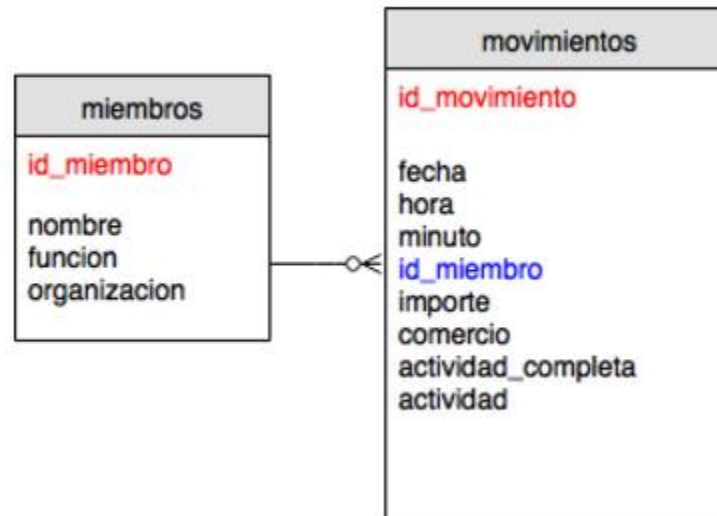 miembros
id_miembro
nombre
funcion
organizacion
movimientos
id_movimiento
fecha
hora
minuto
id_miembro
importe
comercio
actividad_completa
actividad